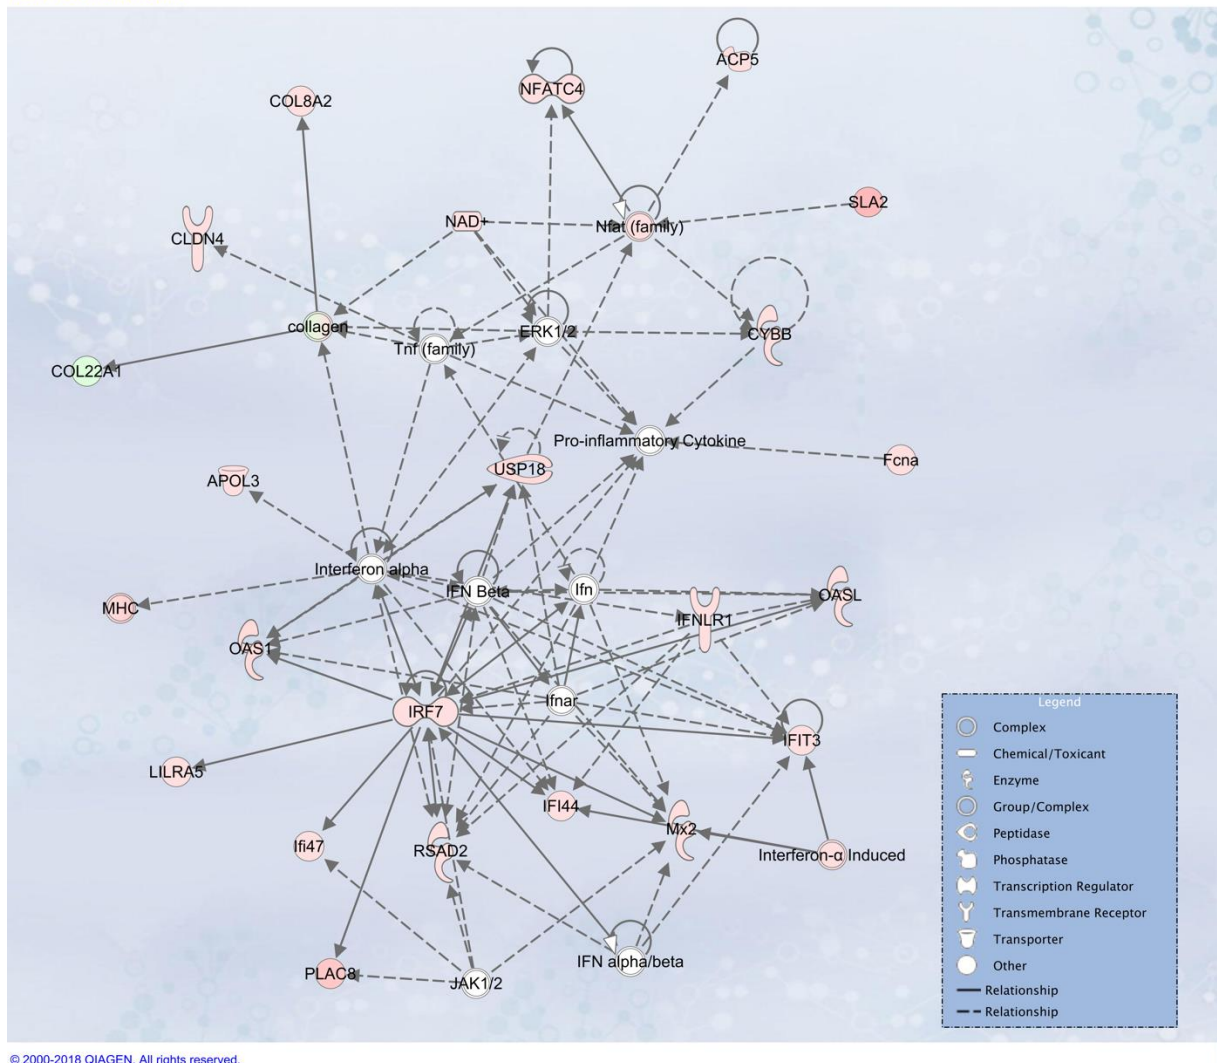 ACP5
NFATC4
COL8A2
SLA2
NAD+
Nfat (family)
CLDN4
collagen
ERK1/2
CYBB
Tnf (family)
COL22A1
Pro-inflammatory Cytokine
Fcna
USP18
APOL3
Interferon alpha
IFN Beta
Ifn
OASL
MHC
IFNLR1
OAS1
Ifnar
IRF7
IFIT3
LILRA5
IFI44
Mx2
Ifi47
RSAD2
Interferon-α Induced
IFN alpha/beta
PLAC8
JAK1/2
Legend
Complex
Chemical/Toxicant
Enzyme
Group/Complex
Peptidase
Phosphatase
Transcription Regulator
Transmembrane Receptor
Transporter
Other
Relationship
Relationship
© 2000-2018 QIAGEN. All rights reserved.